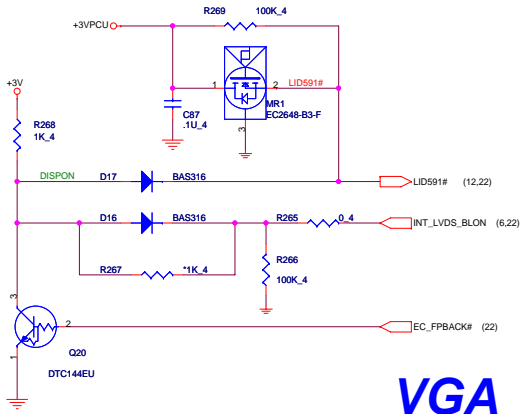 R269 100K_4
+3VPCU
+3V
1 2 LID591#
MR1
EC2648-B3-F
3
C87
.1U_4
R268
1K_4
DISPON D17 BAS316
LID591# (12,22)
D16 BAS316 R265 0_4
INT_LVDS_BLON (6,22)
R267 *1K_4
R266
100K_4
3
2
EC_FPBACK# (22)
1
Q20
DTC144EU
VGA